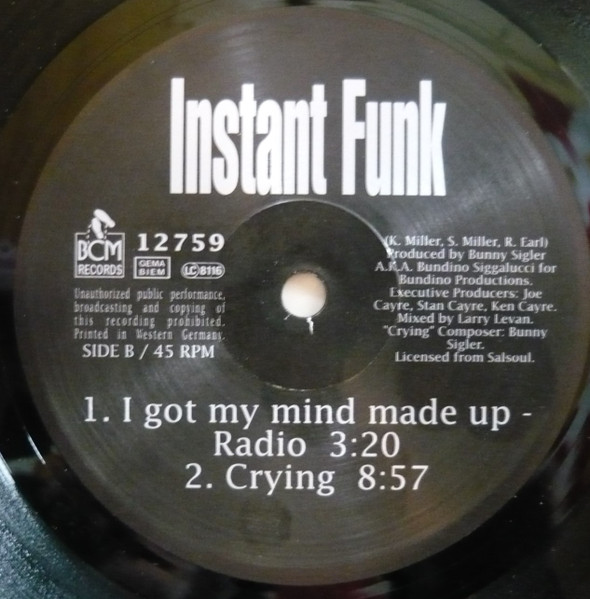 Instant Funk
BCM
RECORDS
12759
GEMA
BIEM
LC 8116
Unauthorized public performance,
broadcasting and copying of
this recording prohibited.
Printed in Western Germany.
SIDE B / 45 RPM
(K. Miller, S. Miller, R. Earl)
Produced by Bunny Sigler
A.K.A. Bundino Siggalucci for
Bundino Productions.
Executive Producers: Joe
Cayre, Stan Cayre, Ken Cayre.
Mixed by Larry Levan.
"Crying" Composer: Bunny
Sigler.
Licensed from Salsoul.
1. I got my mind made up -
Radio 3:20
2. Crying 8:57